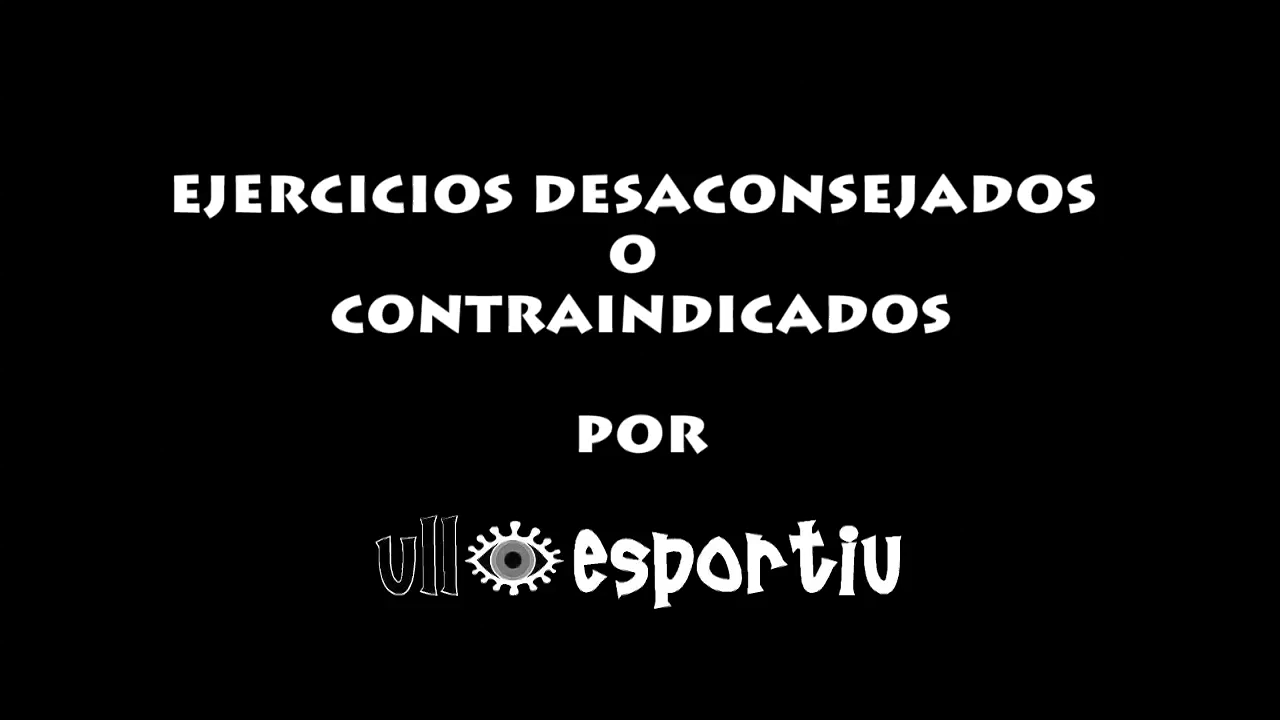 EJERCICIOS DESACONSEJADOS
O
CONTRAINDICADOS
POR
ull esportiu